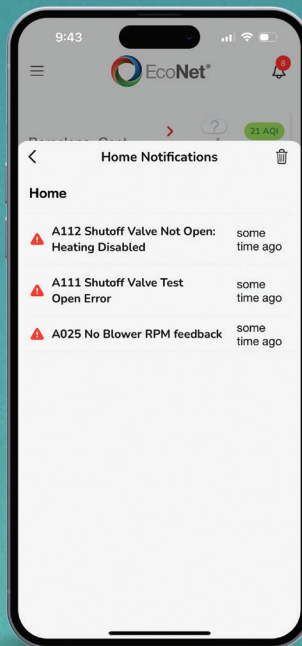 9:43
EcoNet®
8
21 AQI
Home Notifications
Home
A112 Shutoff Valve Not Open:
Heating Disabled
some
time ago
A111 Shutoff Valve Test
Open Error
some
time ago
A025 No Blower RPM feedback
some
time ago